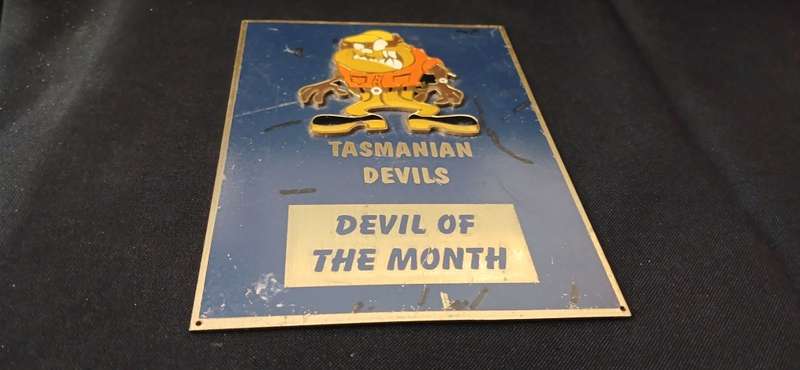 TASMANIAN
DEVILS
DEVIL OF
THE MONTH